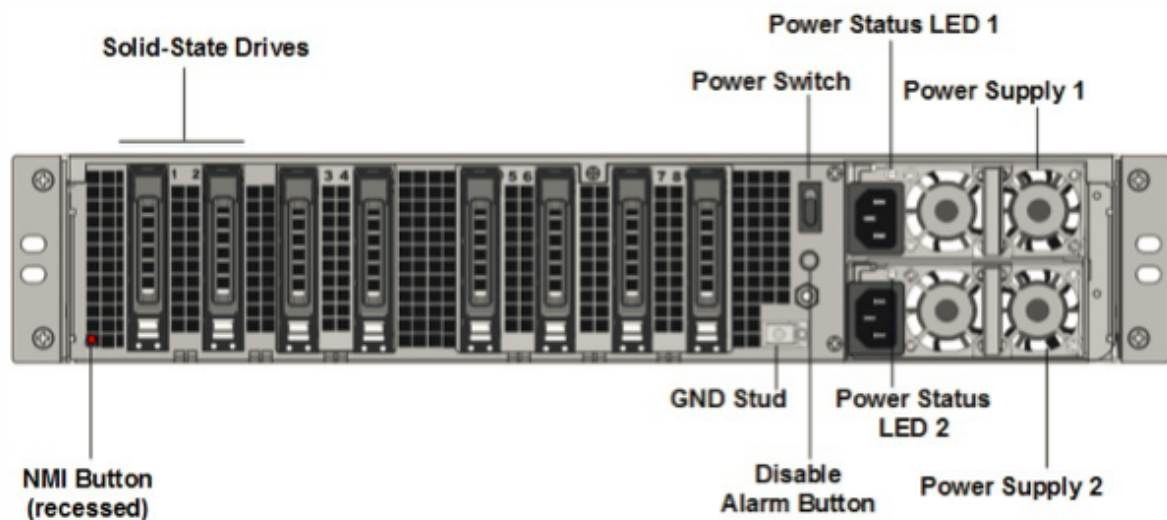 Power Status LED 1
Solid-State Drives
Power Switch
Power Supply 1
1 2
3 4
5 6
7 8
GND Stud
Power Status
LED 2
NMI Button
(recessed)
Disable
Alarm Button
Power Supply 2